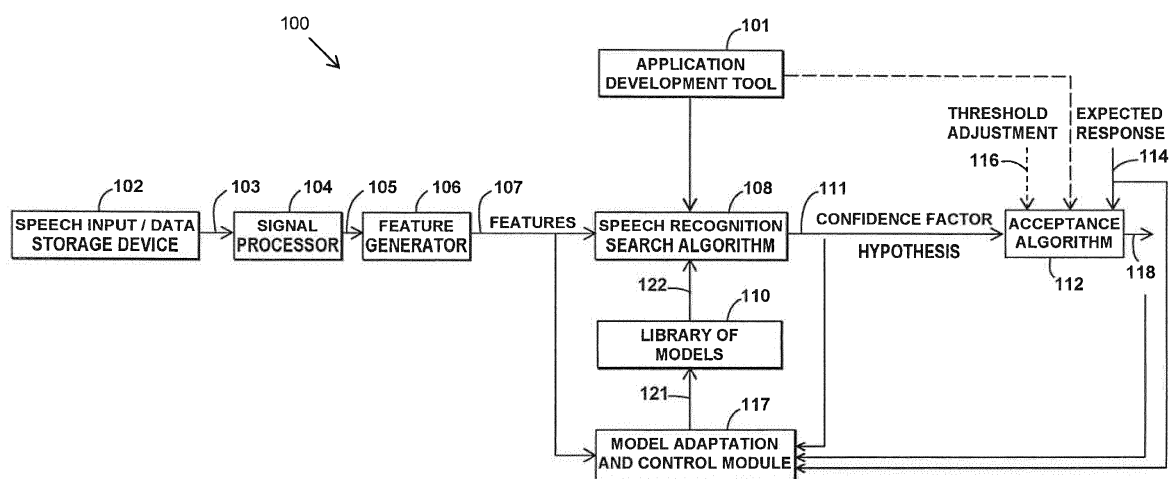 100
101
APPLICATION
DEVELOPMENT TOOL
THRESHOLD
ADJUSTMENT
EXPECTED
RESPONSE
116
114
102
103
104
105
106
107
108
111
SPEECH INPUT / DATA
STORAGE DEVICE
SIGNAL
PROCESSOR
FEATURE
GENERATOR
FEATURES
SPEECH RECOGNITION
SEARCH ALGORITHM
CONFIDENCE FACTOR
HYPOTHESIS
ACCEPTANCE
ALGORITHM
112
118
122
110
LIBRARY OF
MODELS
121
117
MODEL ADAPTATION
AND CONTROL MODULE